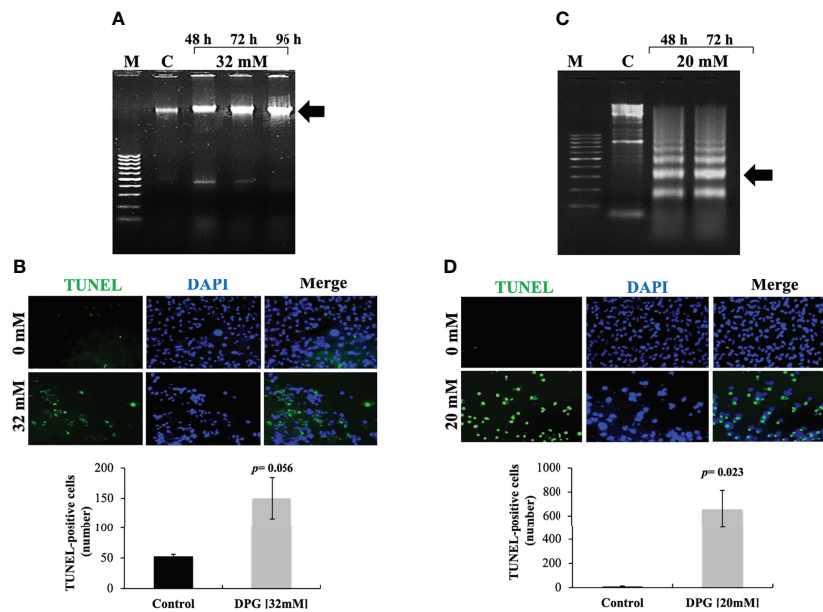 A
48 h 72 h 96 h
M C 32 mM
B
TUNEL DAPI Merge
0 mM
32 mM
200
150
100
50
0
TUNEL-positive cells
(number)
p= 0.056
Control DPG [32mM]
C
48 h 72 h
M C 20 mM
D
TUNEL DAPI Merge
0 mM
20 mM
1000
800
600
400
200
0
TUNEL-positive cells
(number)
p= 0.023
Control DPG [20mM]